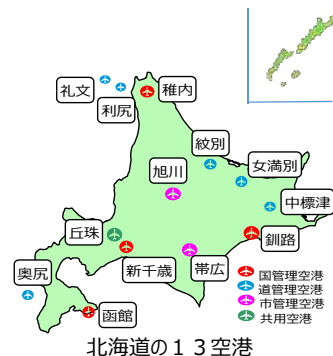 礼文
利尻
稚内
紋別
旭川
女満別
中標津
丘珠
釧路
奥尻
新千歳
帯広
函館
国管理空港
道管理空港
市管理空港
共用空港
北海道の13空港